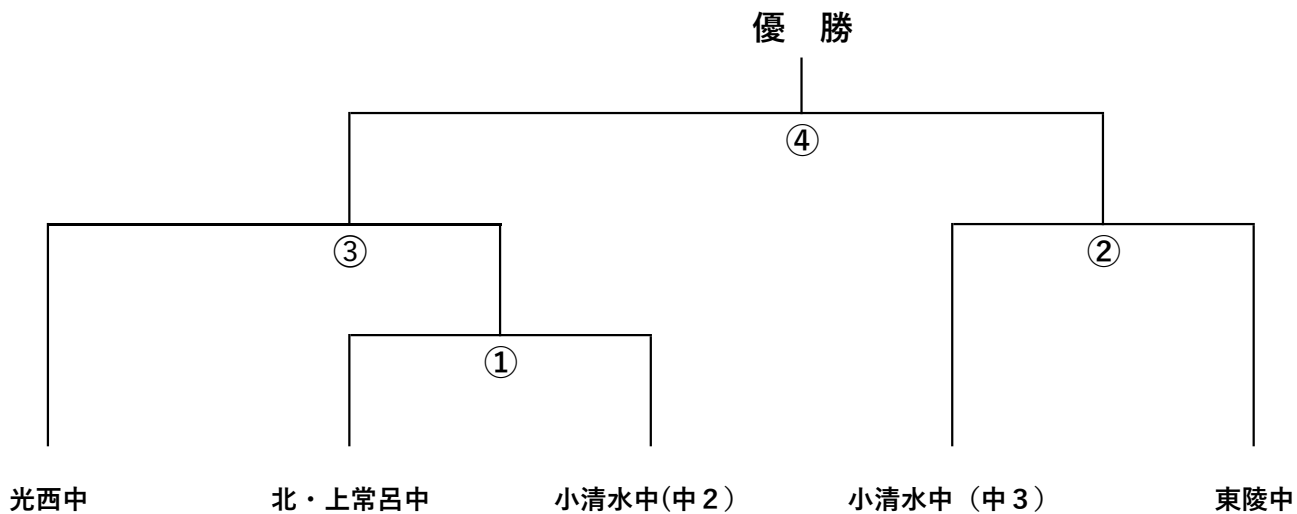 優　勝
④
③
②
①
光西中
北・上常呂中
小清水中(中２)
小清水中（中３）
東陵中